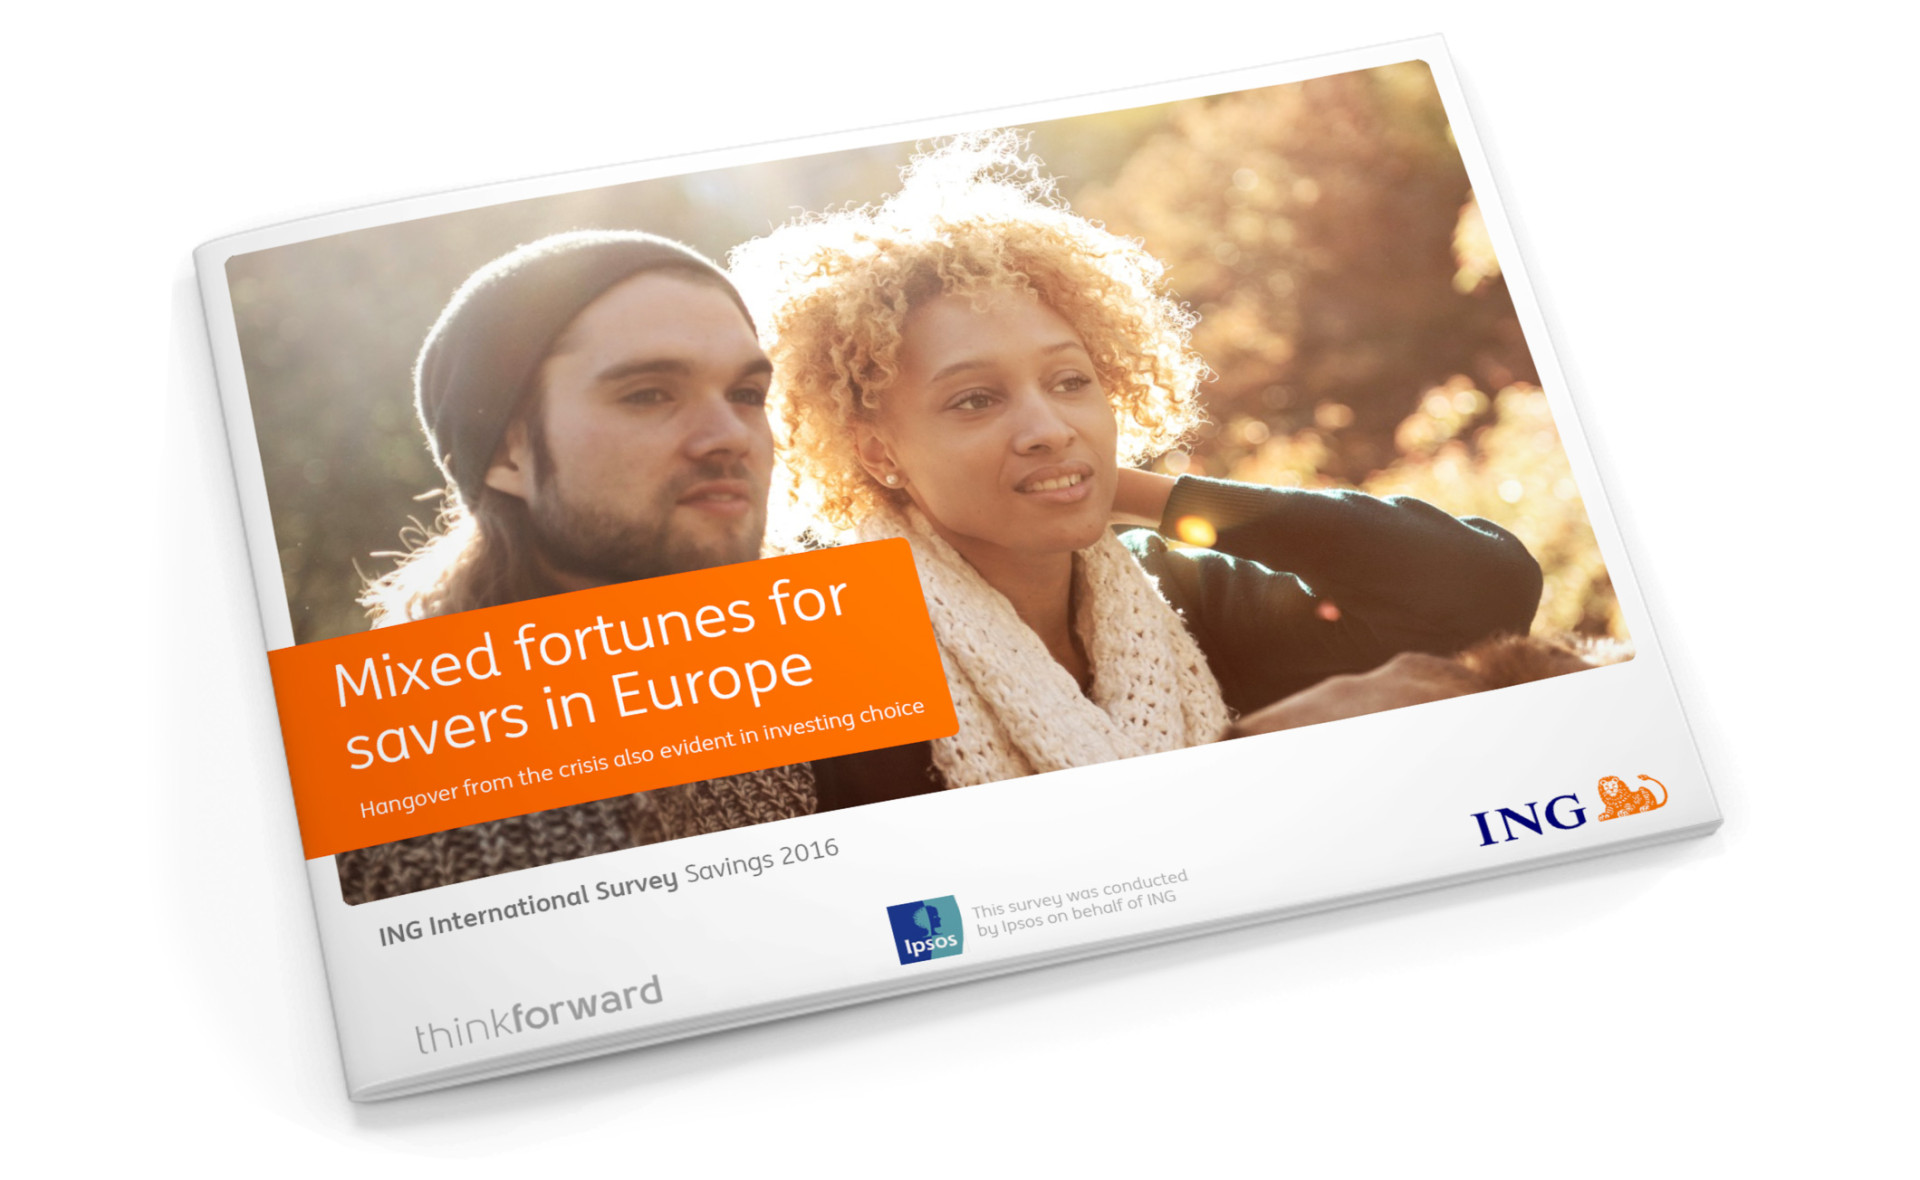 Mixed fortunes for
savers in Europe
Hangover from the crisis also evident in investing choice
ING International Survey Savings 2016
thinkforward
Ipsos
This survey was conducted
by Ipsos on behalf of ING
ING